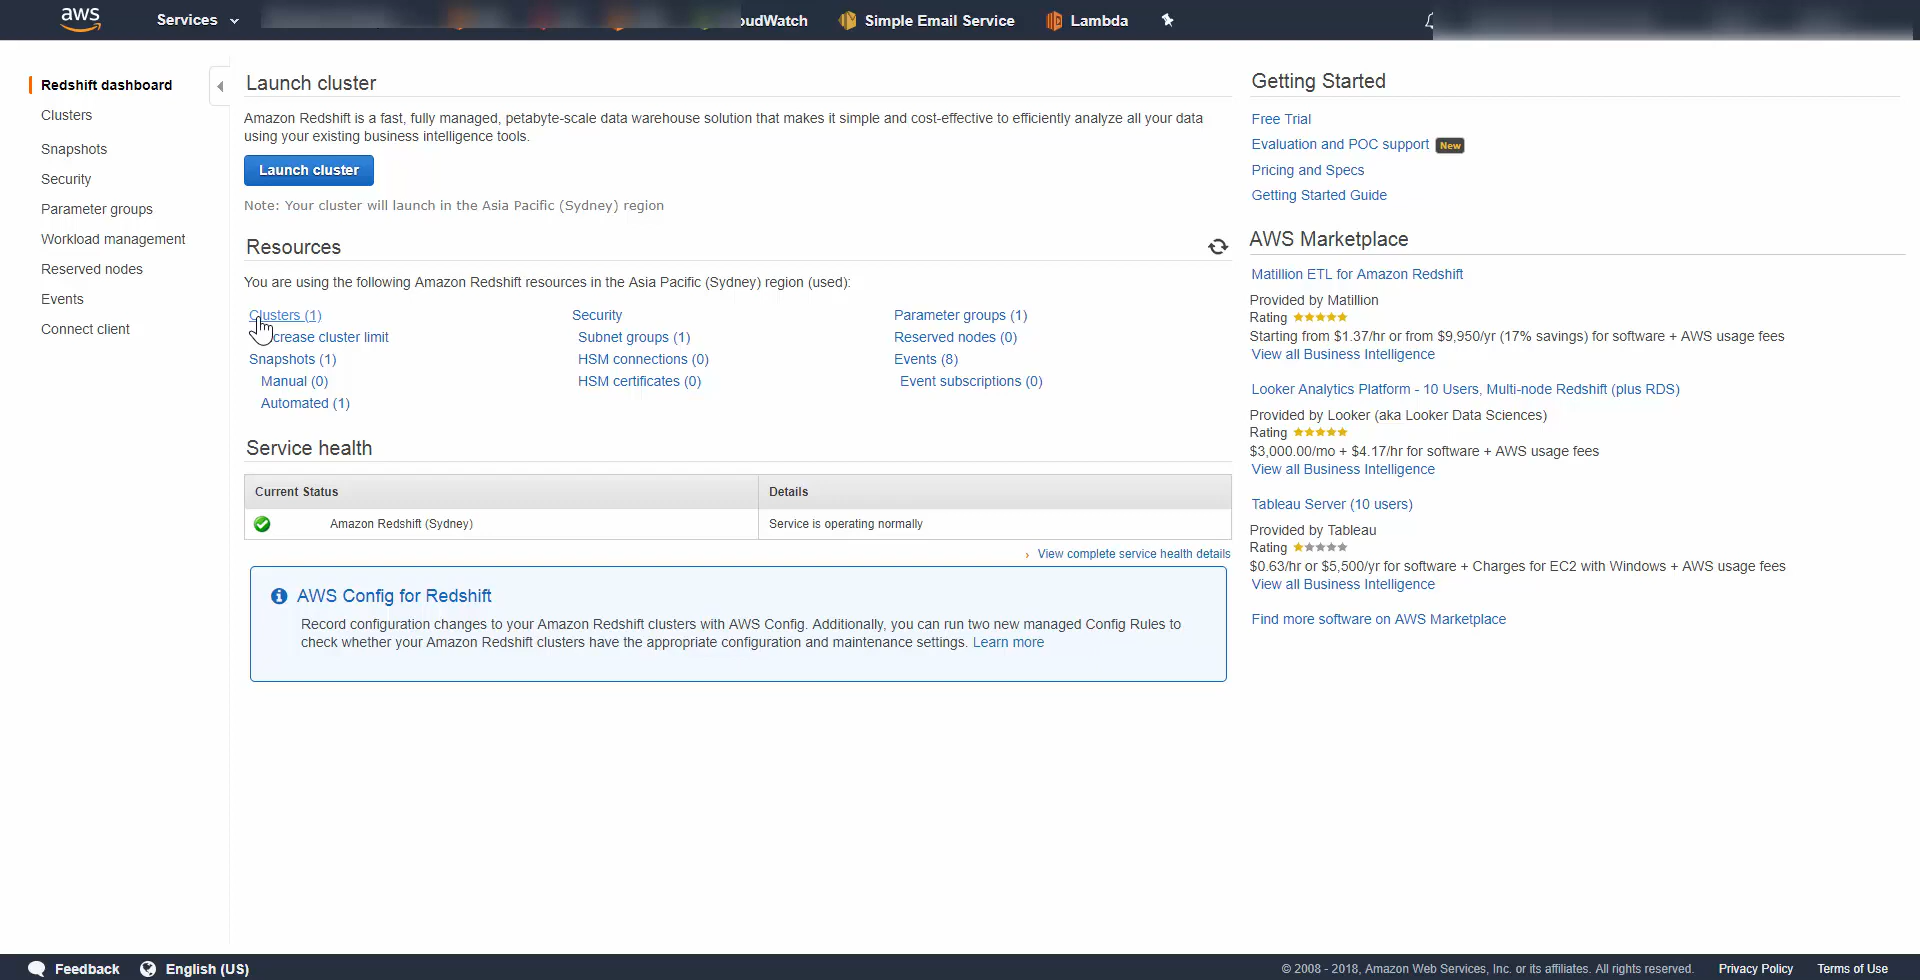 aws
Services
Simple Email Service
Lambda
Redshift dashboard
Clusters
Snapshots
Security
Parameter groups
Workload management
Reserved nodes
Events
Connect client
Launch cluster
Amazon Redshift is a fast, fully managed, petabyte-scale data warehouse solution that makes it simple and cost-effective to efficiently analyze all your data
using your existing business intelligence tools.
Launch cluster
Note: Your cluster will launch in the Asia Pacific (Sydney) region
Resources
You are using the following Amazon Redshift resources in the Asia Pacific (Sydney) region (used):
Clusters (1)
cluster limit
Snapshots (1)
Manual (0)
Automated (1)
Security
Subnet groups (1)
HSM connections (0)
HSM certificates (0)
Parameter groups (1)
Reserved nodes (0)
Events (8)
Event subscriptions (0)
Service health
Current Status
Details
Amazon Redshift (Sydney)
Service is operating normally
› View complete service health details
AWS Config for Redshift
Record configuration changes to your Amazon Redshift clusters with AWS Config. Additionally, you can run two new managed Config Rules to
check whether your Amazon Redshift clusters have the appropriate configuration and maintenance settings. Learn more
Getting Started
Free Trial
Evaluation and POC support New
Pricing and Specs
Getting Started Guide
AWS Marketplace
Matillion ETL for Amazon Redshift
Provided by Matillion
Rating
Starting from $1.37/hr or from $9,950/yr (17% savings) for software + AWS usage fees
View all Business Intelligence
Looker Analytics Platform - 10 Users, Multi-node Redshift (plus RDS)
Provided by Looker (aka Looker Data Sciences)
Rating
$3,000.00/mo + $4.17/hr for software + AWS usage fees
View all Business Intelligence
Tableau Server (10 users)
Provided by Tableau
Rating
$0.63/hr or $5,500/yr for software + Charges for EC2 with Windows + AWS usage fees
View all Business Intelligence
Find more software on AWS Marketplace
Feedback
English (US)
© 2008 - 2018, Amazon Web Services, Inc. or its affiliates. All rights reserved.
Privacy Policy
Terms of Use